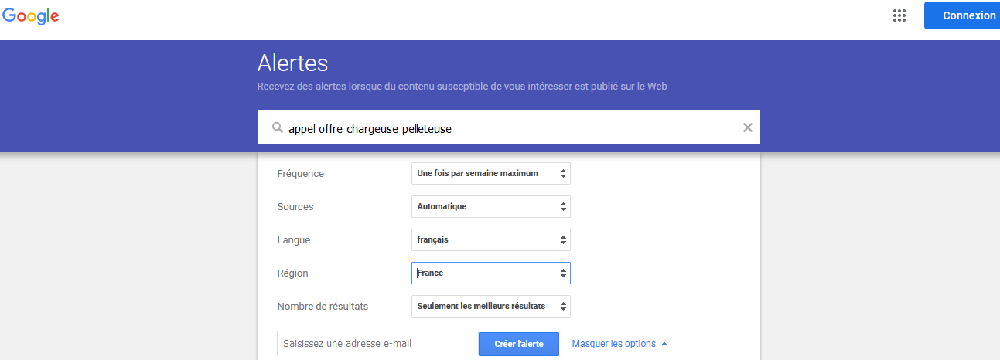 Google
Connexion
Alertes
Recevez des alertes lorsque du contenu susceptible de vous intéresser est publié sur le Web
appel offre chargeuse pelleteuse
Fréquence Une fois par semaine maximum
Sources Automatique
Langue français
Région France
Nombre de résultats Seulement les meilleurs résultats
Saisissez une adresse e-mail Créer l'alerte Masquer les options